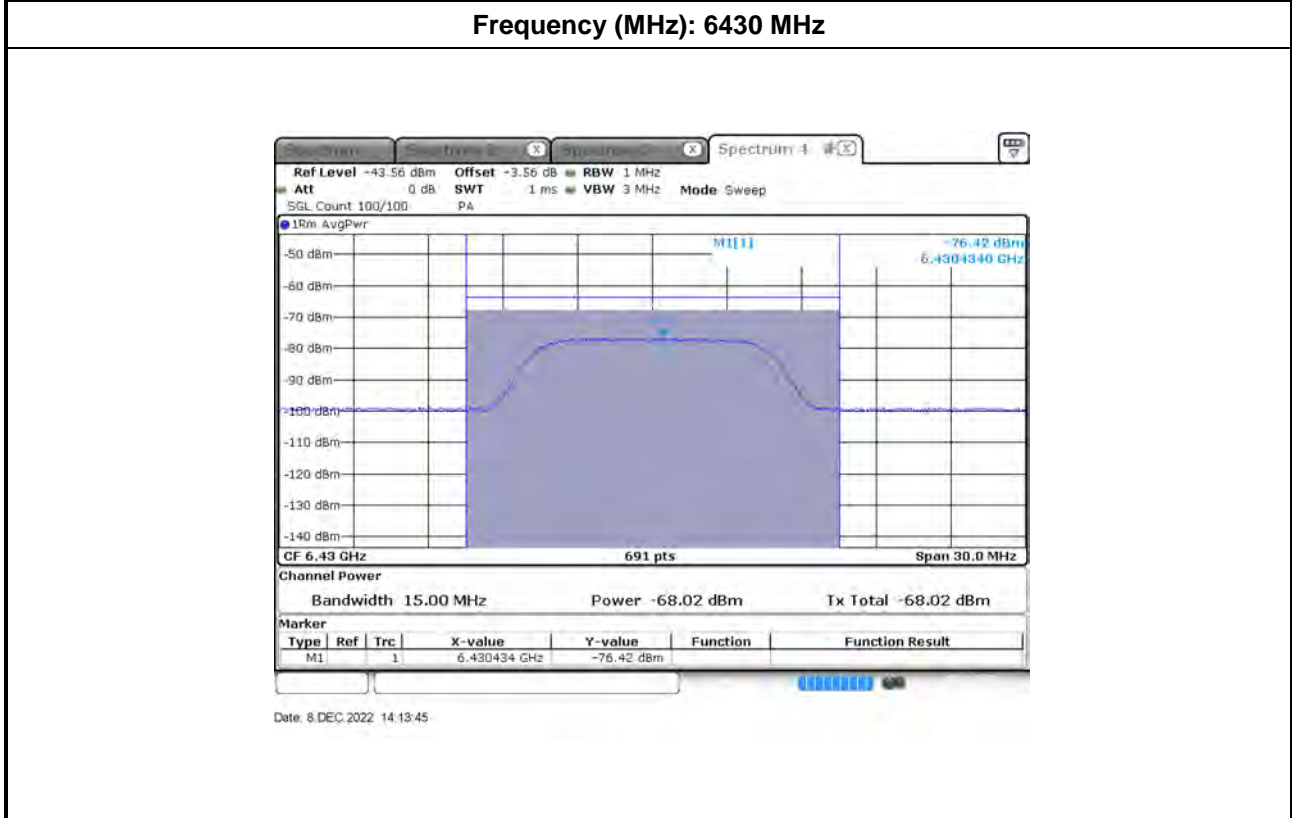 Frequency (MHz): 6430 MHz
Spectrum 4
Ref Level -43.56 dBm Offset -3.56 dB RBW 1 MHz
Att 0 dB SWT 1 ms VBW 3 MHz Mode Sweep
SGL Count 100/100 PA
1Rm AvgPwr
M1[1] -76.42 dBm
6.4304340 GHz
-50 dBm
-60 dBm
-70 dBm
-80 dBm
-90 dBm
-100 dBm
-110 dBm
-120 dBm
-130 dBm
-140 dBm
CF 6.43 GHz 691 pts Span 30.0 MHz
Channel Power
Bandwidth 15.00 MHz Power -68.02 dBm Tx Total -68.02 dBm
Marker
Type Ref Trc X-value Y-value Function Function Result
M1 1 6.430434 GHz -76.42 dBm
Date: 8.DEC.2022 14:13:45